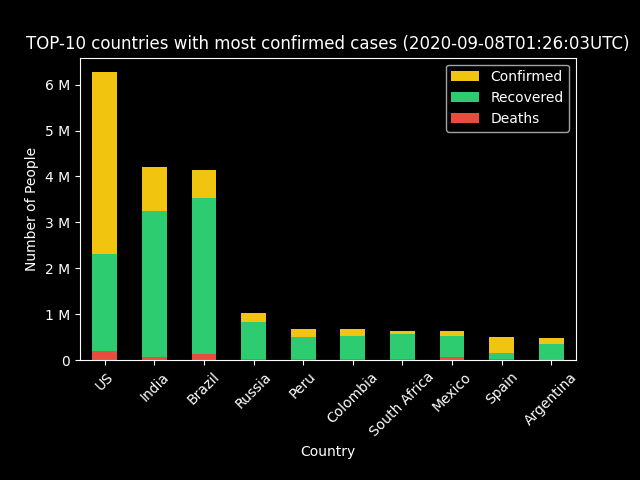 TOP-10 countries with most confirmed cases (2020-09-08T01:26:03UTC)
Confirmed
Recovered
Deaths
6 M
5 M
4 M
3 M
2 M
1 M
0
Number of People
US
India
Brazil
Russia
Peru
Colombia
South Africa
Mexico
Spain
Argentina
Country